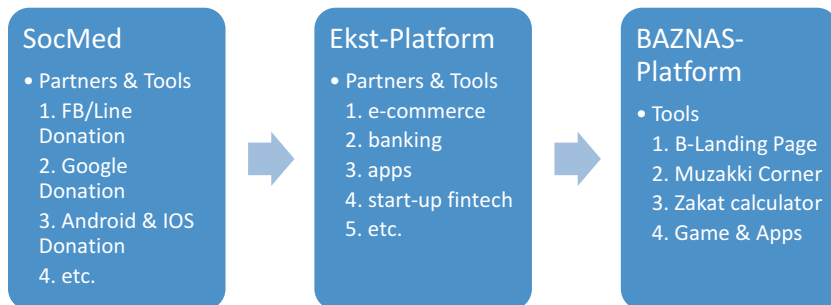 SocMed
• Partners & Tools
1. FB/Line
Donation
2. Google
Donation
3. Android & IOS
Donation
4. etc.
Ekst-Platform
• Partners & Tools
1. e-commerce
2. banking
3. apps
4. start-up fintech
5. etc.
BAZNAS-
Platform
• Tools
1. B-Landing Page
2. Muzakki Corner
3. Zakat calculator
4. Game & Apps